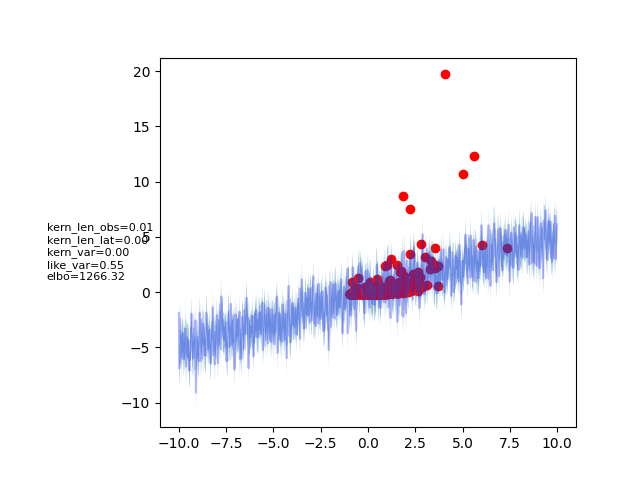 20
15
10
5
0
−5
−10
kern_len_obs=0.01
kern_len_lat=0.00
kern_var=0.00
like_var=0.55
elbo=1266.32
−10.0 −7.5 −5.0 −2.5 0.0 2.5 5.0 7.5 10.0